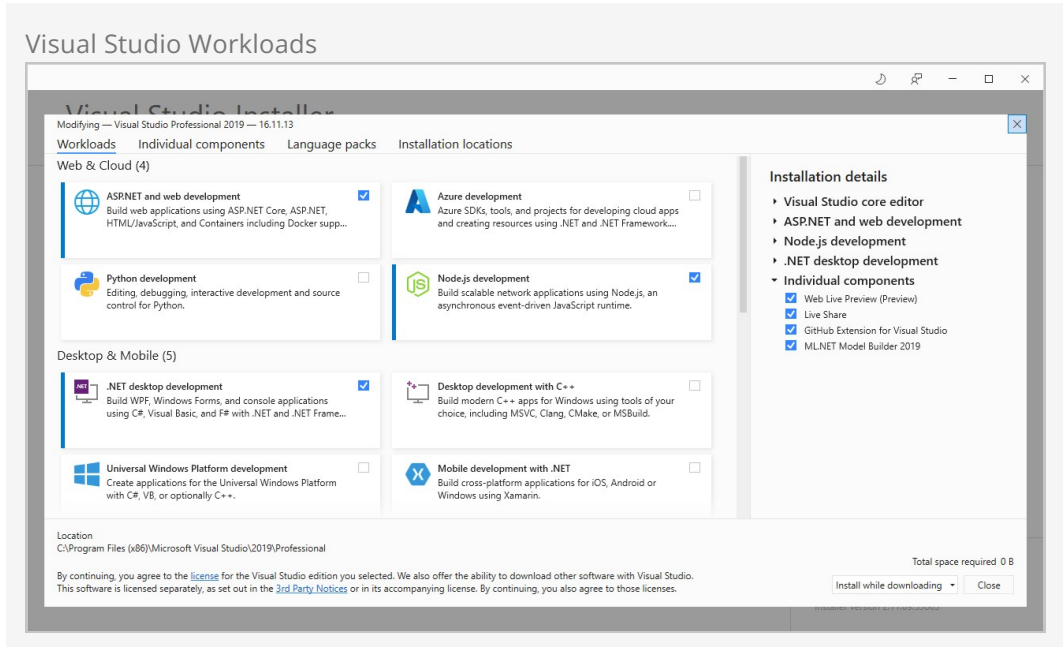 Visual Studio Workloads
Visual Studio Installer
Modifying — Visual Studio Professional 2019 — 16.11.13
Workloads Individual components Language packs Installation locations
Web & Cloud (4)
ASP.NET and web development
Build web applications using ASP.NET Core, ASP.NET,
HTML/JavaScript, and Containers including Docker supp...
Azure development
Azure SDKs, tools, and projects for developing cloud apps
and creating resources using .NET and .NET Framework....
Python development
Editing, debugging, interactive development and source
control for Python.
Node.js development
Build scalable network applications using Node.js, an
asynchronous event-driven JavaScript runtime.
Desktop & Mobile (5)
.NET desktop development
Build WPF, Windows Forms, and console applications
using C#, Visual Basic, and F# with .NET and .NET Frame...
Desktop development with C++
Build modern C++ apps for Windows using tools of your
choice, including MSVC, Clang, CMake, or MSBuild.
Universal Windows Platform development
Create applications for the Universal Windows Platform
with C#, VB, or optionally C++.
Mobile development with .NET
Build cross-platform applications for iOS, Android or
Windows using Xamarin.
Installation details
Visual Studio core editor
ASP.NET and web development
Node.js development
.NET desktop development
Individual components
Web Live Preview (Preview)
Live Share
GitHub Extension for Visual Studio
ML.NET Model Builder 2019
Location
C:\Program Files (x86)\Microsoft Visual Studio\2019\Professional
By continuing, you agree to the license for the Visual Studio edition you selected. We also offer the ability to download other software with Visual Studio.
This software is licensed separately, as set out in the 3rd Party Notices or in its accompanying license. By continuing, you also agree to those licenses.
Total space required 0 B
Install while downloading Close